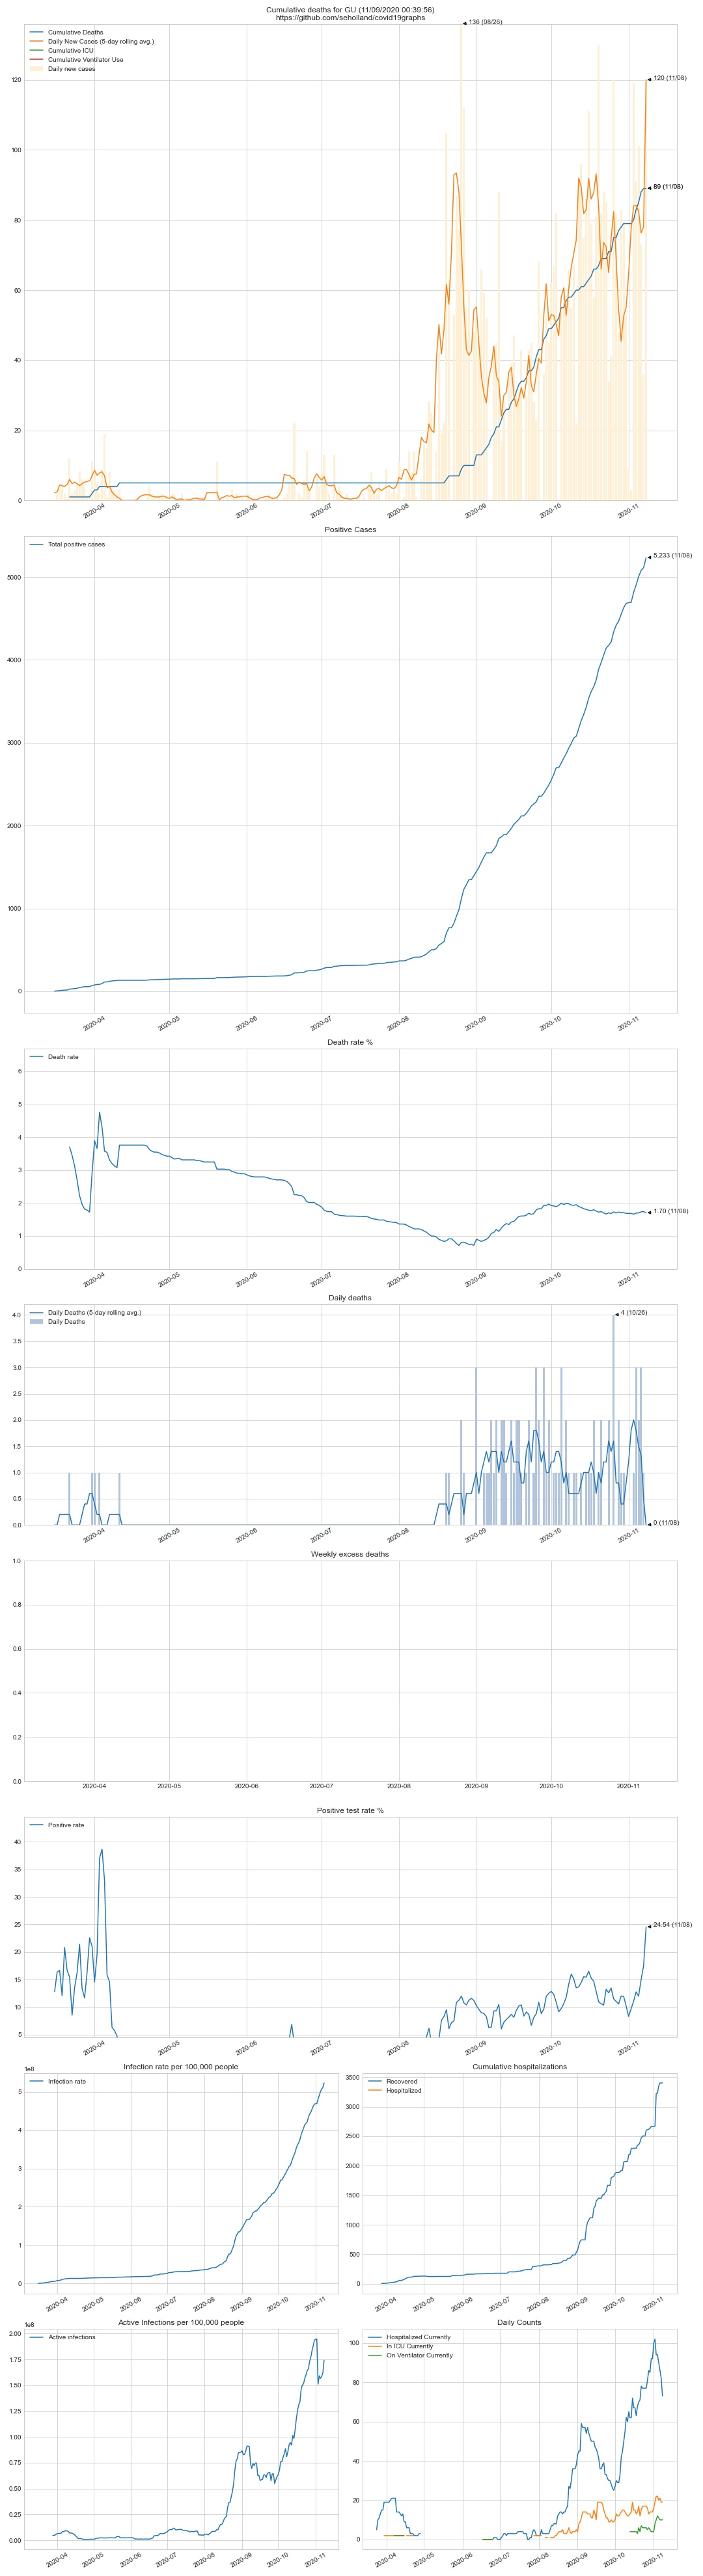 Cumulative deaths for GU (11/09/2020 00:39:56)
https://github.com/seholland/covid19graphs
Cumulative Deaths
Daily New Cases (5-day rolling avg.)
Cumulative ICU
Cumulative Ventilator Use
Daily new cases
136 (08/26)
120 (11/08)
89 (11/08)
120
100
80
60
40
20
0
2020-04 2020-05 2020-06 2020-07 2020-08 2020-09 2020-10 2020-11
Positive Cases
Total positive cases
5,233 (11/08)
5000
4000
3000
2000
1000
0
2020-04 2020-05 2020-06 2020-07 2020-08 2020-09 2020-10 2020-11
Death rate %
Death rate
6
5
4
3
2
1
0
1.70 (11/08)
2020-04 2020-05 2020-06 2020-07 2020-08 2020-09 2020-10 2020-11
Daily deaths
Daily Deaths (5-day rolling avg.)
Daily Deaths
4 (10/26)
4.0
3.5
3.0
2.5
2.0
1.5
1.0
0.5
0.0
0 (11/08)
2020-04 2020-05 2020-06 2020-07 2020-08 2020-09 2020-10 2020-11
Weekly excess deaths
1.0
0.8
0.6
0.4
0.2
0.0
2020-04 2020-05 2020-06 2020-07 2020-08 2020-09 2020-10 2020-11
Positive test rate %
Positive rate
40
35
30
25
20
15
10
5
24.54 (11/08)
2020-04 2020-05 2020-06 2020-07 2020-08 2020-09 2020-10 2020-11
Infection rate per 100,000 people
1e8
Infection rate
5
4
3
2
1
0
2020-04 2020-05 2020-06 2020-07 2020-08 2020-09 2020-10 2020-11
Cumulative hospitalizations
Recovered
Hospitalized
3500
3000
2500
2000
1500
1000
500
0
2020-04 2020-05 2020-06 2020-07 2020-08 2020-09 2020-10 2020-11
Active Infections per 100,000 people
1e8
Active infections
2.00
1.75
1.50
1.25
1.00
0.75
0.50
0.25
0.00
2020-04 2020-05 2020-06 2020-07 2020-08 2020-09 2020-10 2020-11
Daily Counts
Hospitalized Currently
In ICU Currently
On Ventilator Currently
100
80
60
40
20
0
2020-04 2020-05 2020-06 2020-07 2020-08 2020-09 2020-10 2020-11